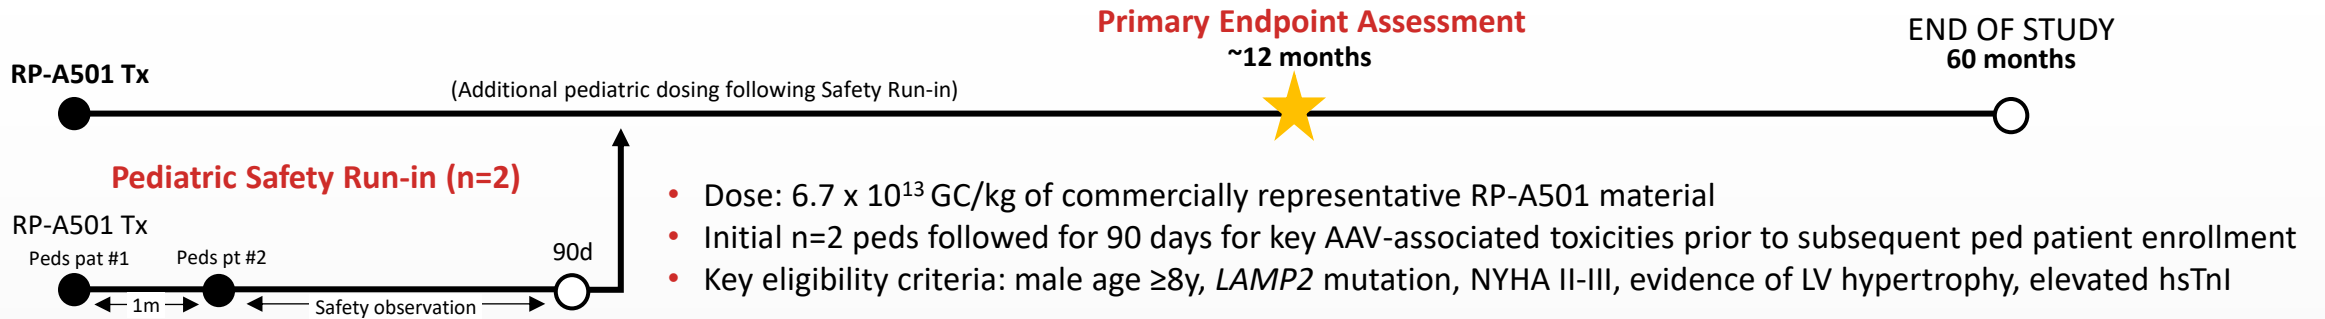 Primary Endpoint Assessment
~12 months
END OF STUDY
60 months
RP-A501 Tx
(Additional pediatric dosing following Safety Run-in)
Pediatric Safety Run-in (n=2)
RP-A501 Tx
Peds pat #1
Peds pt #2
90d
1m
Safety observation
• Dose: 6.7 x 10¹³ GC/kg of commercially representative RP-A501 material
• Initial n=2 peds followed for 90 days for key AAV-associated toxicities prior to subsequent ped patient enrollment
• Key eligibility criteria: male age ≥8y, LAMP2 mutation, NYHA II-III, evidence of LV hypertrophy, elevated hsTnI